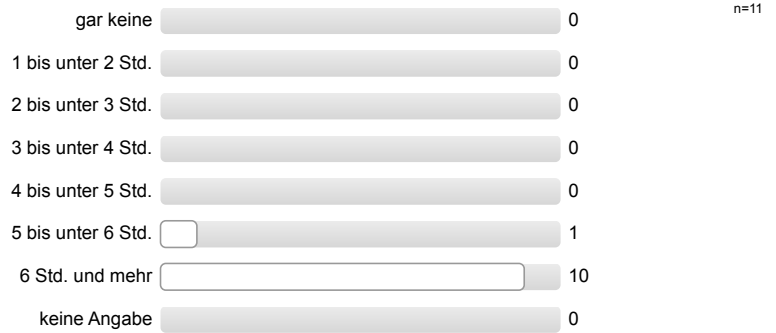 gar keine 0 n=11
1 bis unter 2 Std. 0
2 bis unter 3 Std. 0
3 bis unter 4 Std. 0
4 bis unter 5 Std. 0
5 bis unter 6 Std. 1
6 Std. und mehr 10
keine Angabe 0